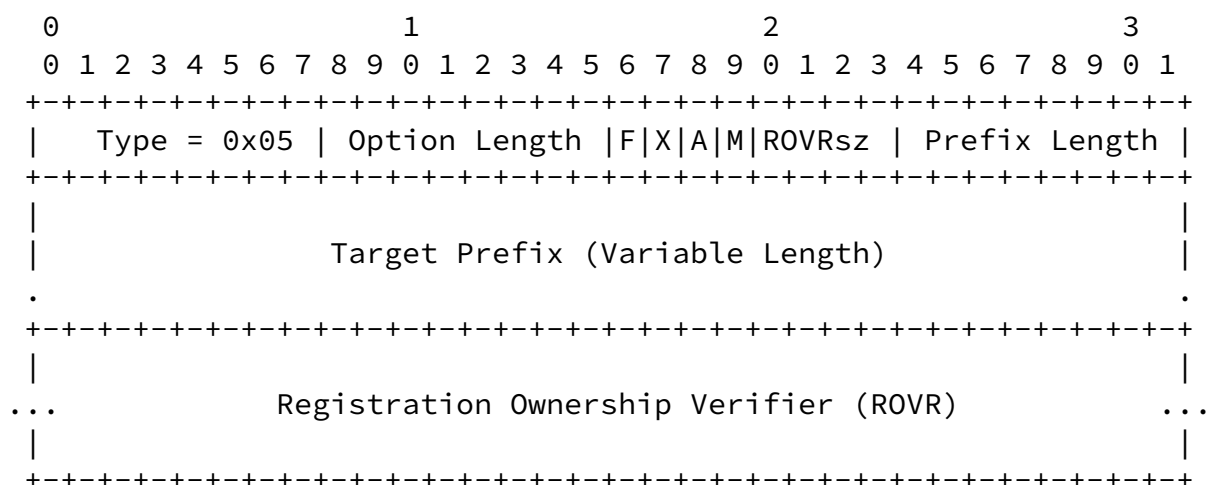 0                   1                   2                   3
 0 1 2 3 4 5 6 7 8 9 0 1 2 3 4 5 6 7 8 9 0 1 2 3 4 5 6 7 8 9 0 1
+-+-+-+-+-+-+-+-+-+-+-+-+-+-+-+-+-+-+-+-+-+-+-+-+-+-+-+-+-+-+-+-+
|   Type = 0x05 | Option Length |F|X|A|M|ROVRsz | Prefix Length |
+-+-+-+-+-+-+-+-+-+-+-+-+-+-+-+-+-+-+-+-+-+-+-+-+-+-+-+-+-+-+-+-+
|                                                               |
|                Target Prefix (Variable Length)                |
.                                                               .
+-+-+-+-+-+-+-+-+-+-+-+-+-+-+-+-+-+-+-+-+-+-+-+-+-+-+-+-+-+-+-+-+
|                                                               |
...            Registration Ownership Verifier (ROVR)           ...
|                                                               |
+-+-+-+-+-+-+-+-+-+-+-+-+-+-+-+-+-+-+-+-+-+-+-+-+-+-+-+-+-+-+-+-+